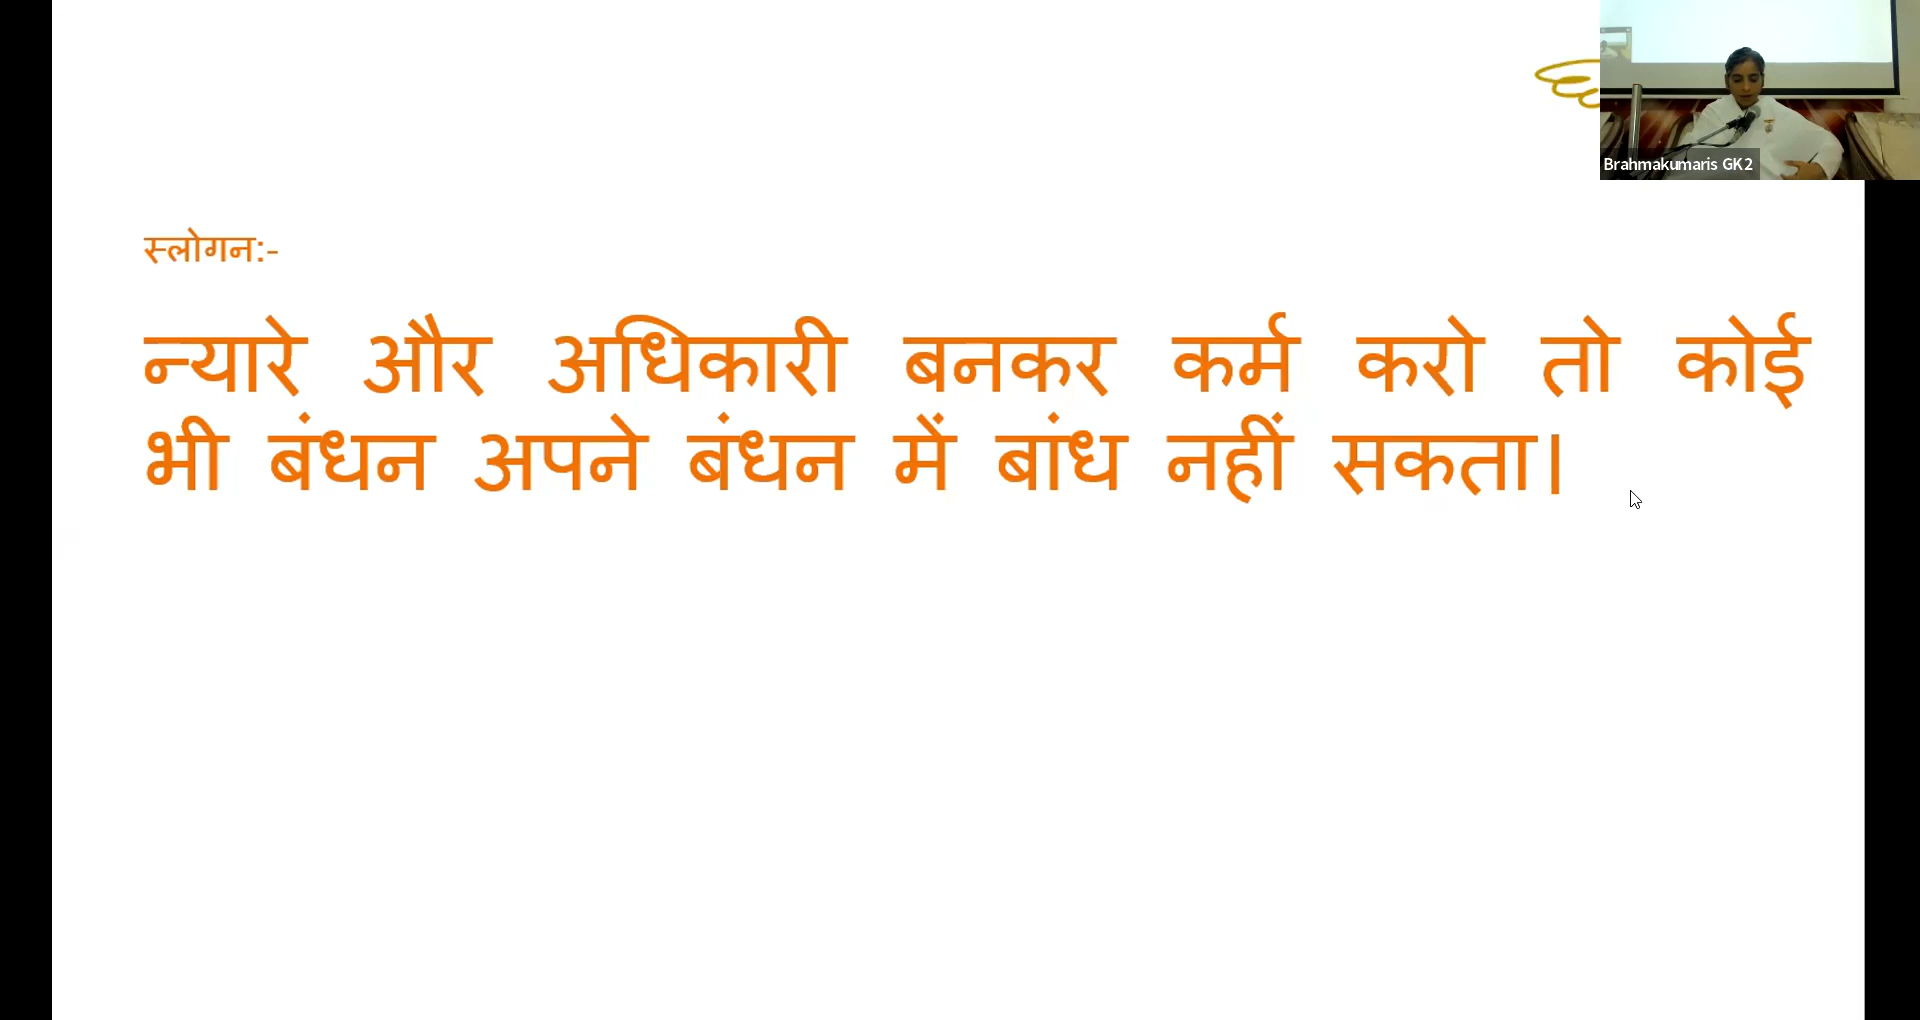 Brahmakumaris GK2
स्लोगन:-
न्यारे और अधिकारी बनकर कर्म करो तो कोई
भी बंधन अपने बंधन में बांध नहीं सकता।